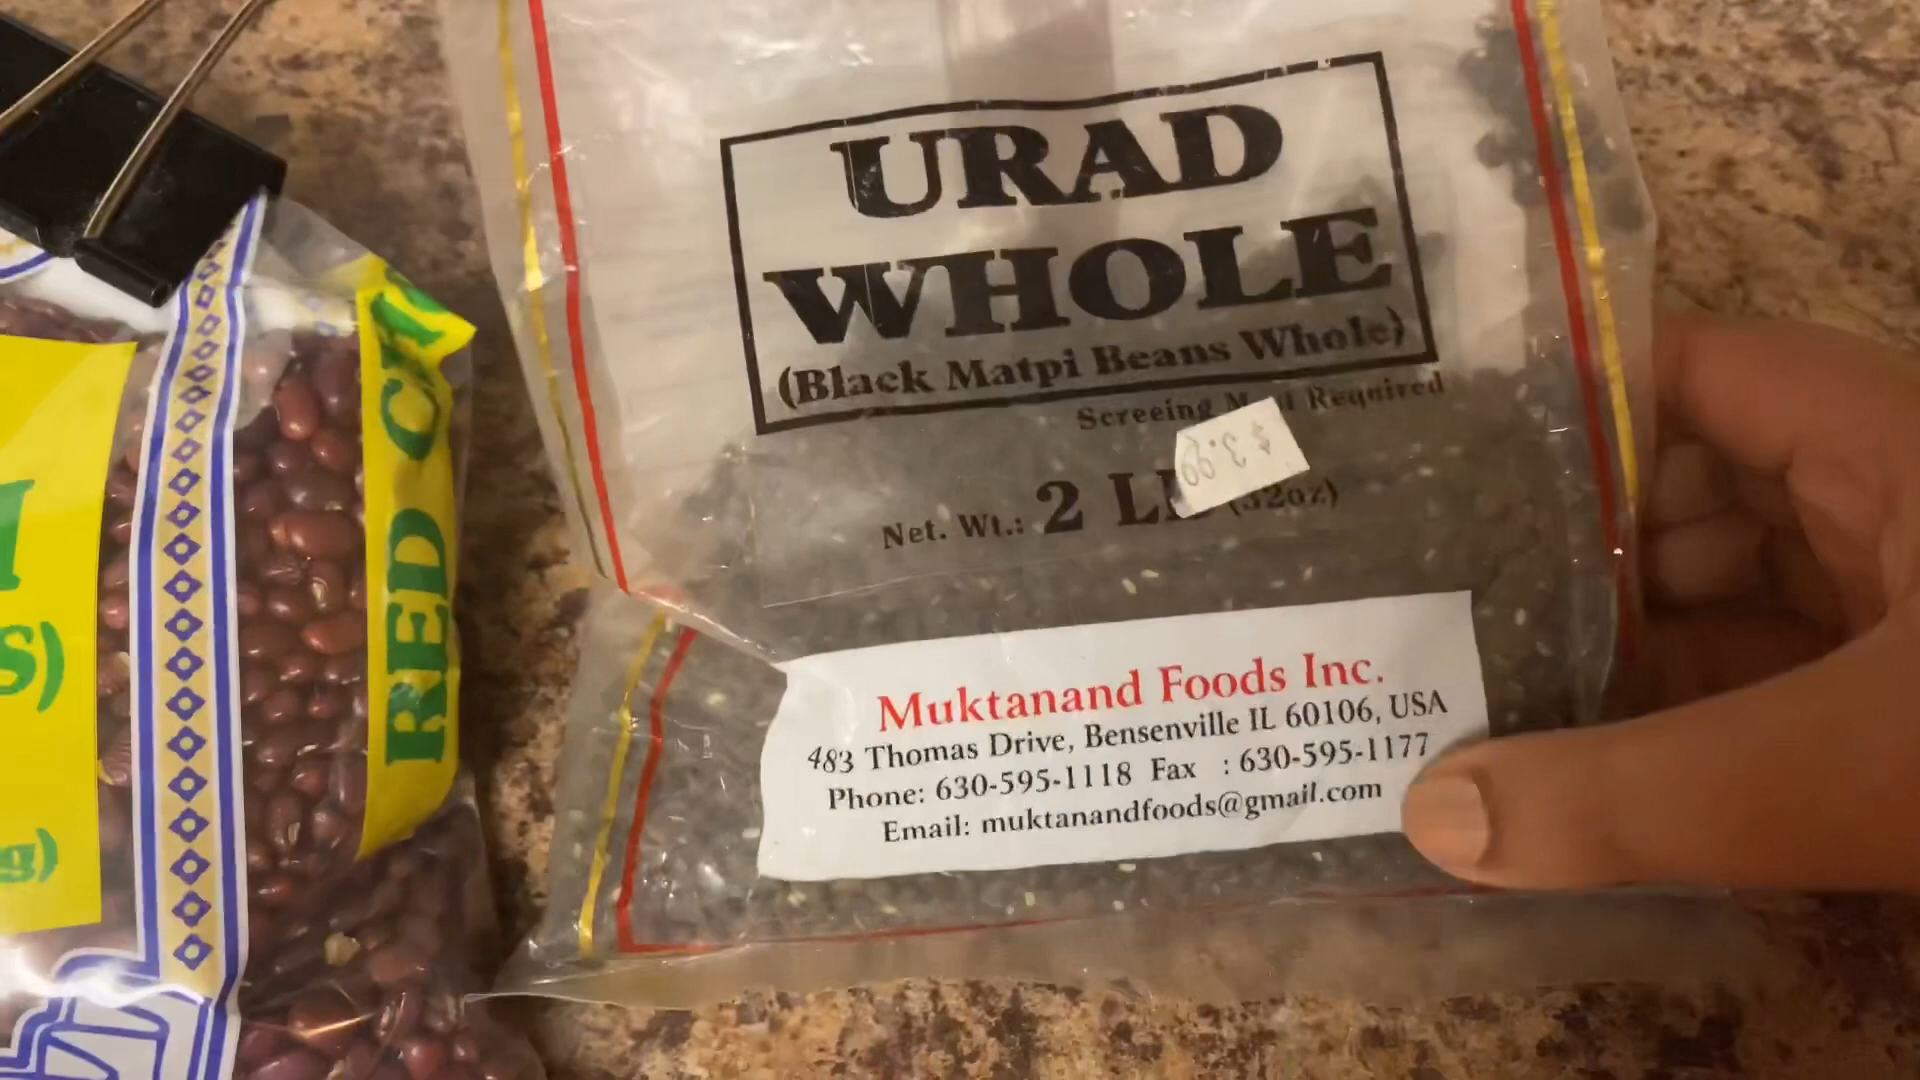 URAD
WHOLE
(Black Matpi Beans Whole)
Screeing Required
$3.99
Net. Wt.: 2 (32oz)
Muktanand Foods Inc.
483 Thomas Drive, Bensenville IL 60106, USA
Phone: 630-595-1118 Fax : 630-595-1177
Email: muktanandfoods@gmail.com
RED
S)
g)